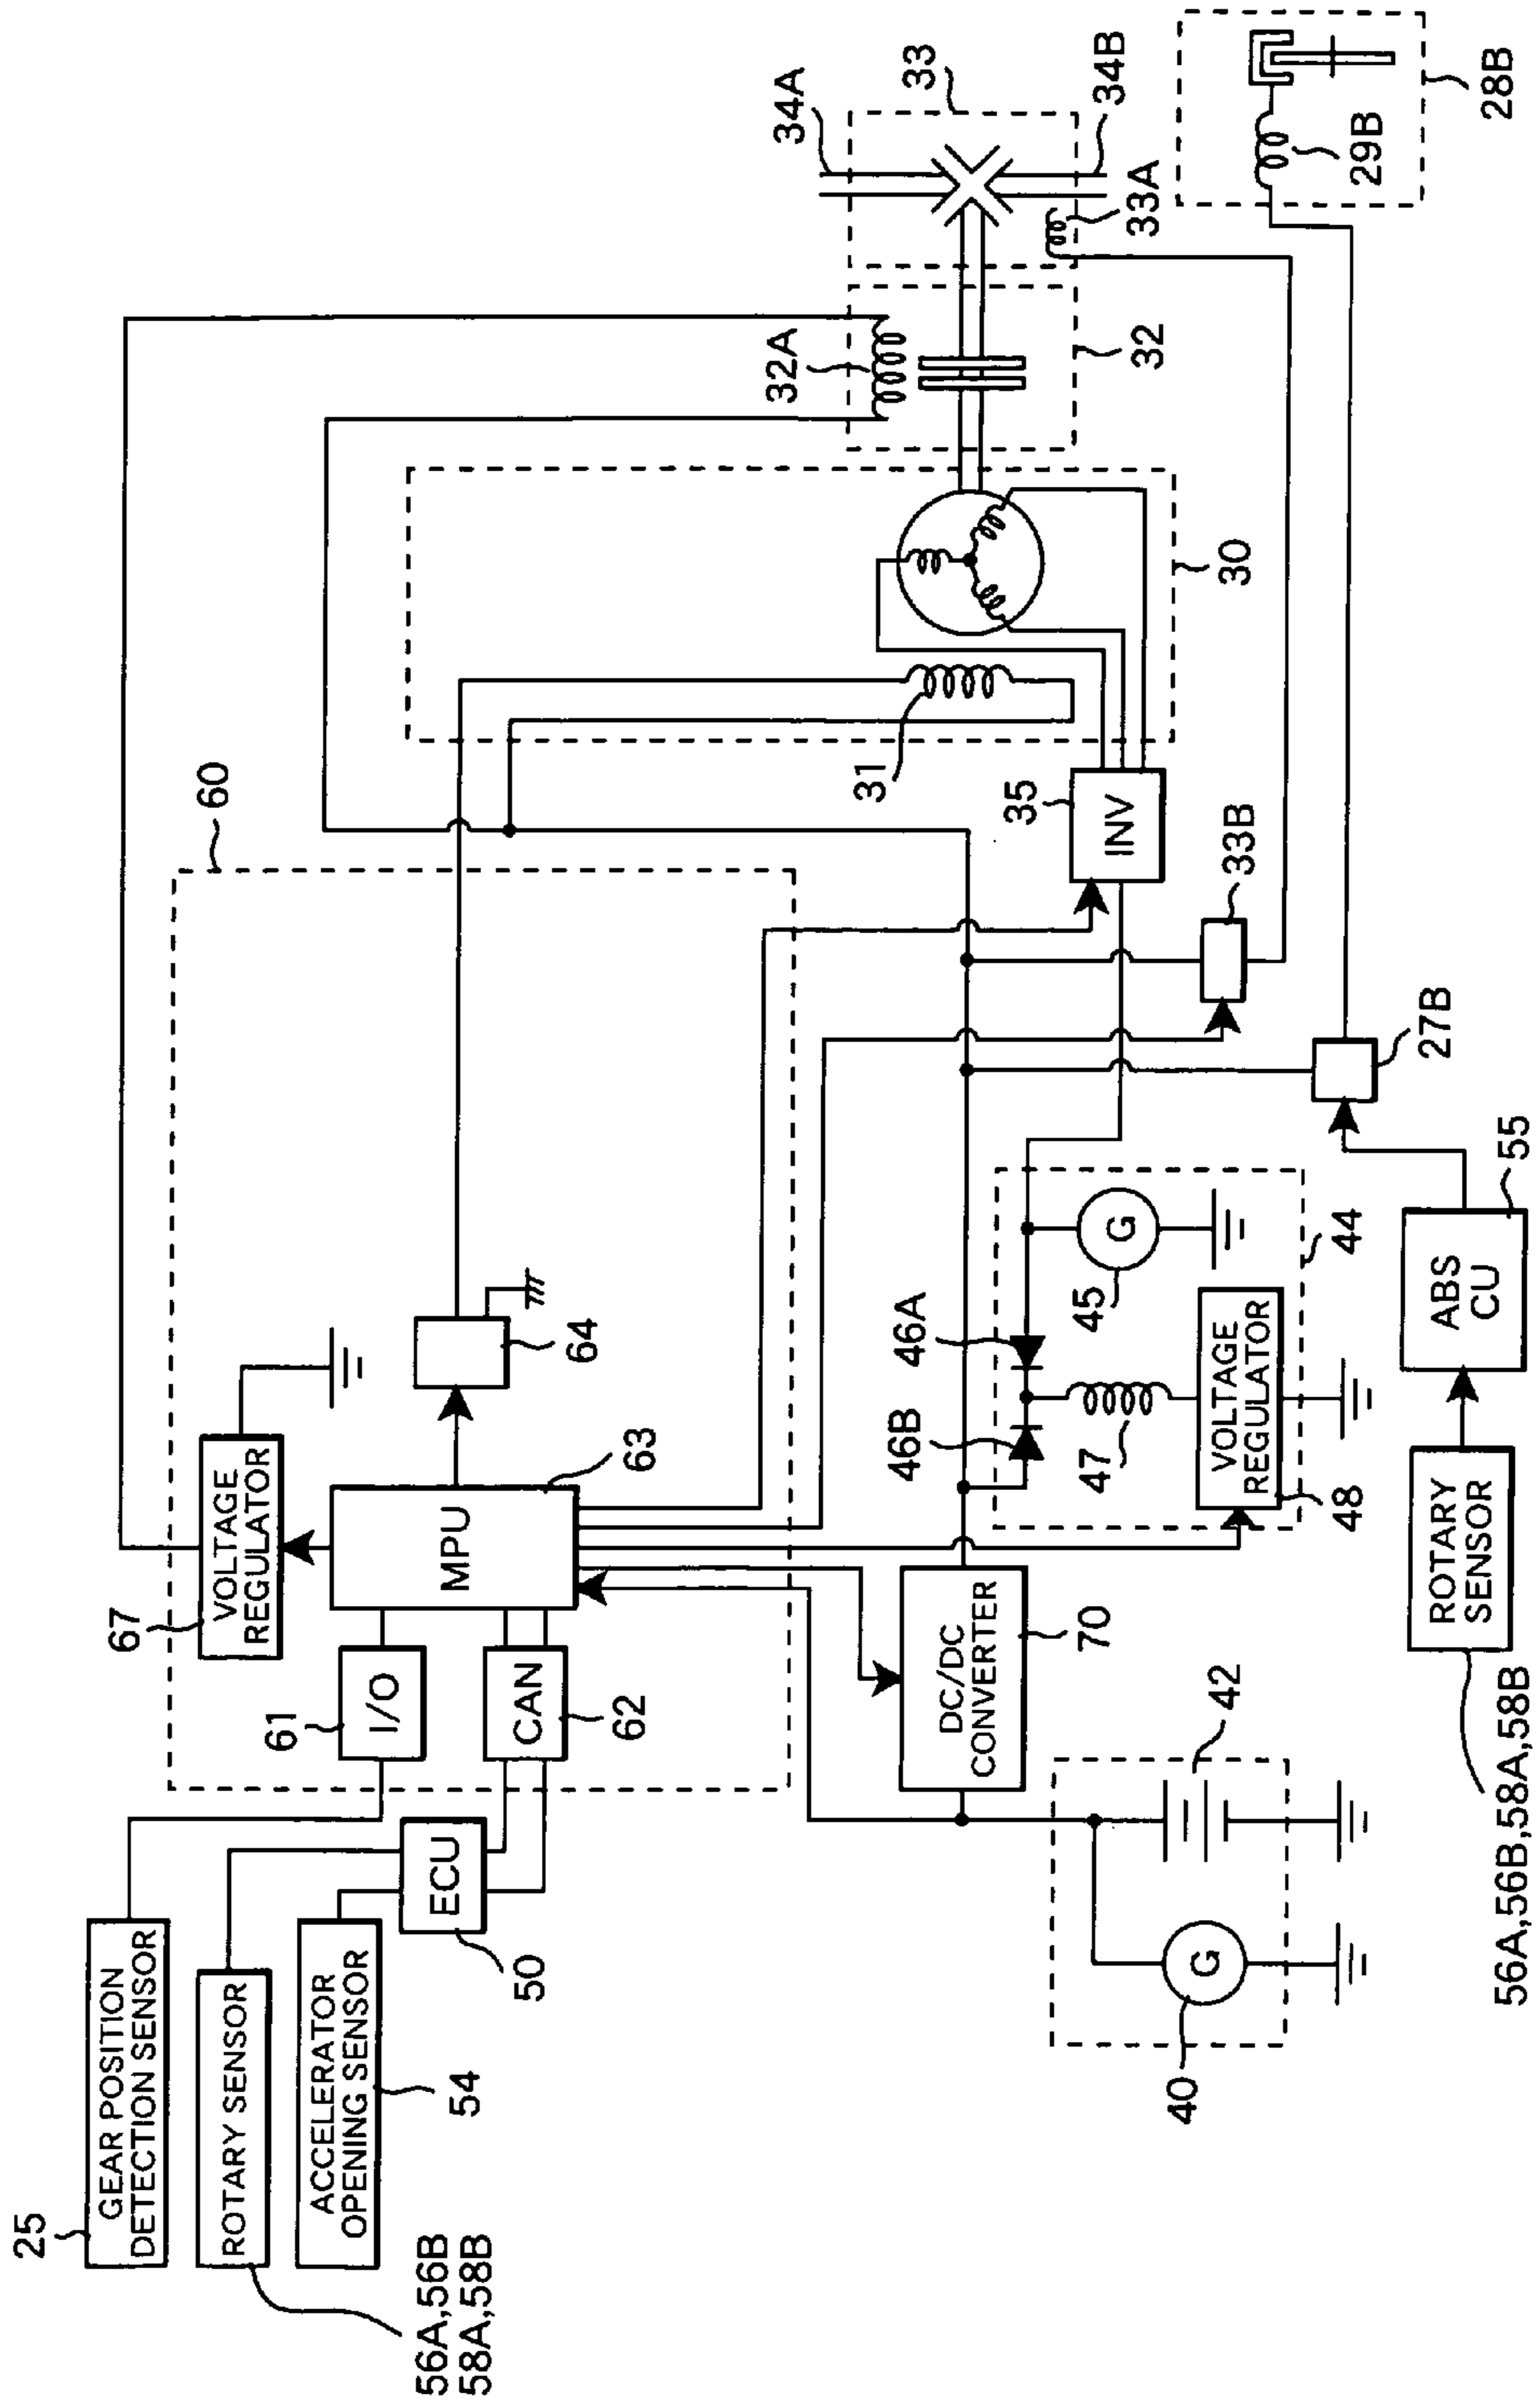 25
GEAR POSITION
DETECTION SENSOR
ROTARY SENSOR
56A,56B
58A,58B
ACCELERATOR
OPENING SENSOR
54
ECU
50
60
67
VOLTAGE
REGULATOR
61
I/O
CAN
62
MPU
63
64
DC/DC
CONVERTER
70
42
G
40
44
46A
46B
G
45
47
VOLTAGE
REGULATOR
48
ROTARY
SENSOR
56A,56B,58A,58B
ABS
CU
55
27B
33B
35
INV
31
30
32A
32
34A
33
34B
33A
29B
28B